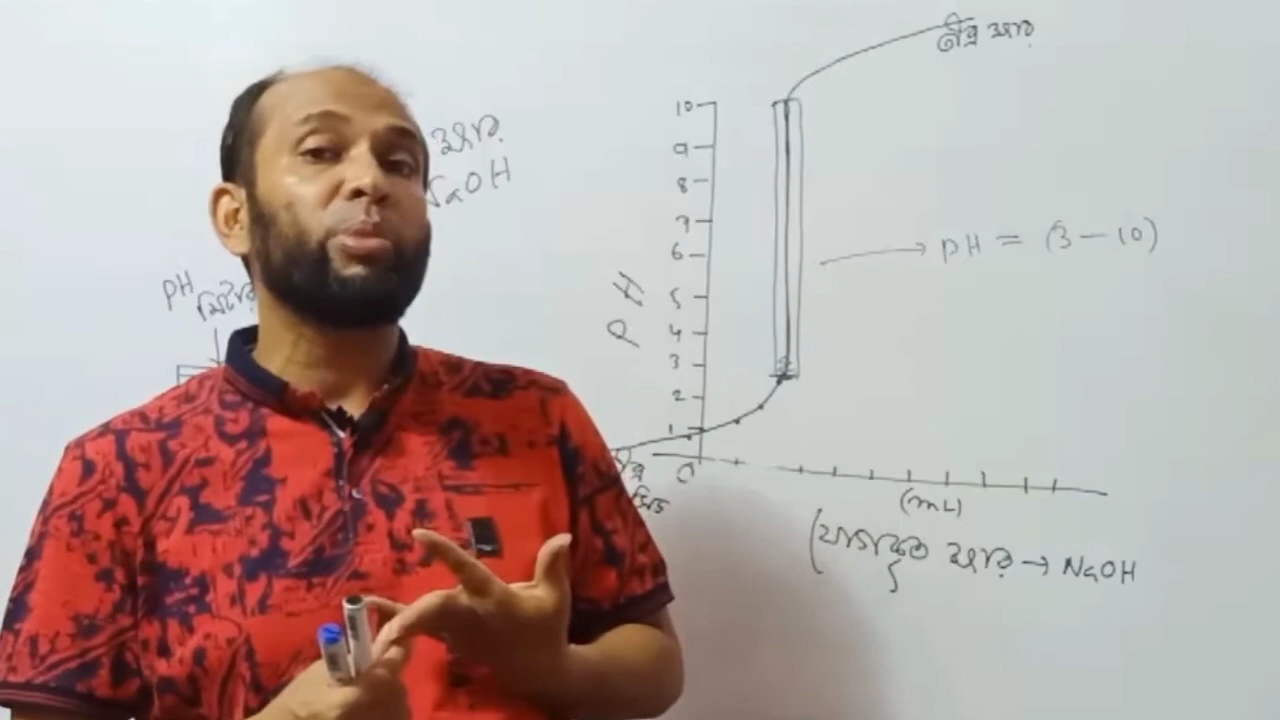 তীব্র ক্ষার
ক্ষার
NaOH
pH
মিটার
10
9
8
7
6
5
4
3
2
1
0
PH
→ pH = (3-10)
তীব্র
(mL)
ক্ষার → NaOH